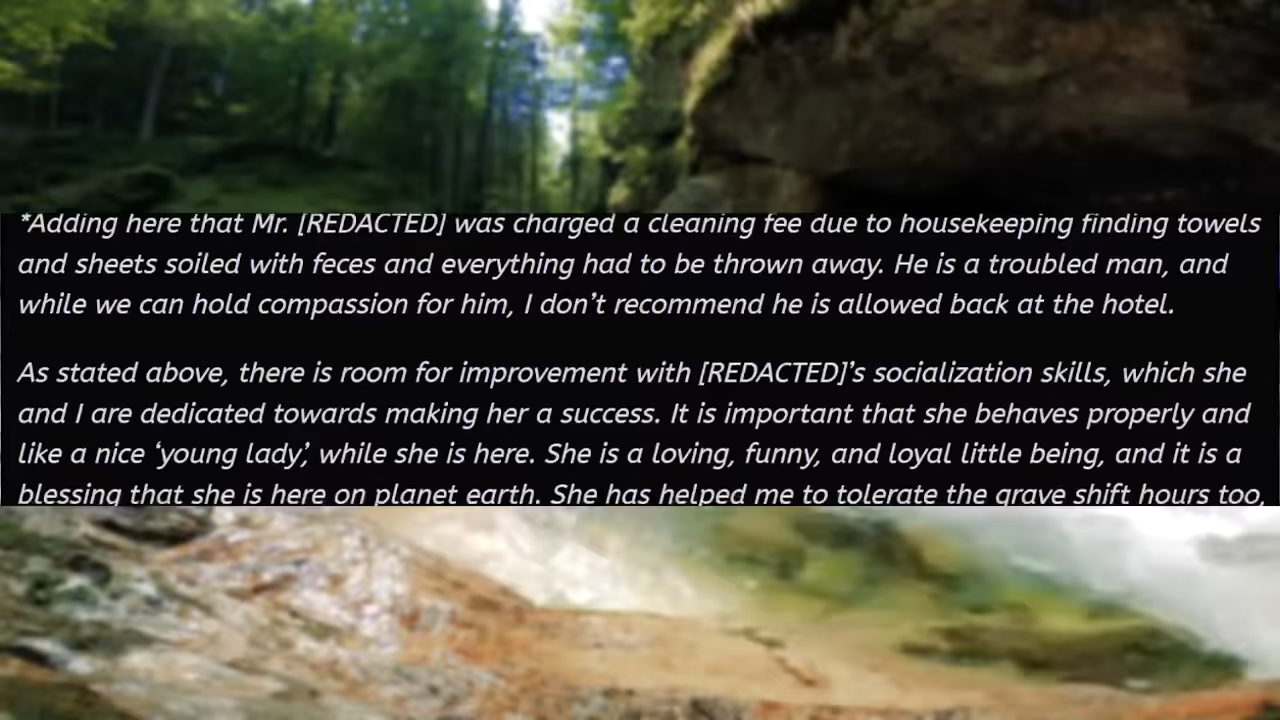 *Adding here that Mr. [REDACTED] was charged a cleaning fee due to housekeeping finding towels
and sheets soiled with feces and everything had to be thrown away. He is a troubled man, and
while we can hold compassion for him, I don’t recommend he is allowed back at the hotel.
As stated above, there is room for improvement with [REDACTED]’s socialization skills, which she
and I are dedicated towards making her a success. It is important that she behaves properly and
like a nice ‘young lady’, while she is here. She is a loving, funny, and loyal little being, and it is a
blessing that she is here on planet earth. She has helped me to tolerate the grave shift hours too,